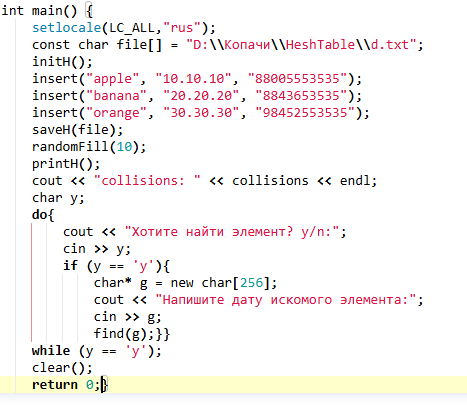 int main() {
setlocale(LC_ALL,"rus");
const char file[] = "D:\\Копачи\\HeshTable\\d.txt";
initH();
insert("apple", "10.10.10", "88005553535");
insert("banana", "20.20.20", "8843653535");
insert("orange", "30.30.30", "98452553535");
saveH(file);
randomFill(10);
printH();
cout << "collisions: " << collisions << endl;
char y;
do{
cout << "Хотите найти элемент? y/n:";
cin >> y;
if (y == 'y'){
char* g = new char[256];
cout << "Напишите дату искомого элемента:";
cin >> g;
find(g);}}
while (y == 'y');
clear();
return 0;}